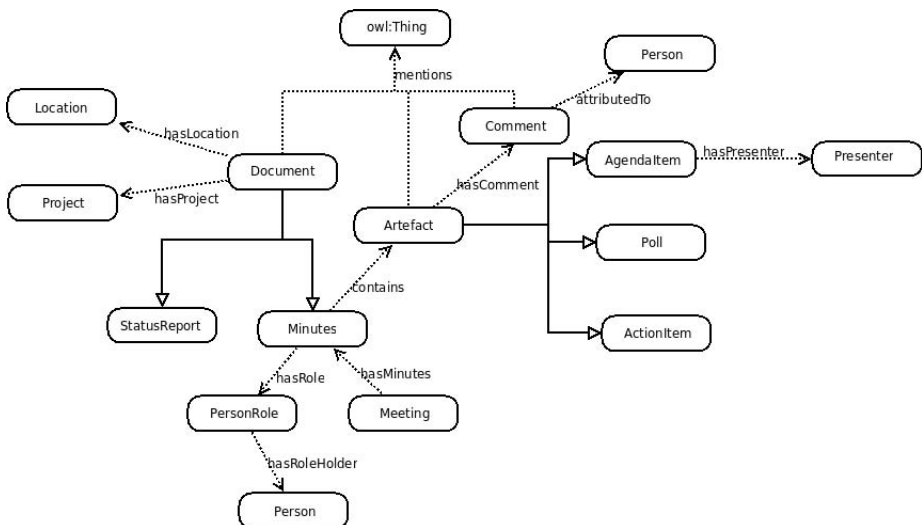 owl:Thing
Person
mentions
attributedTo
Location
Comment
hasLocation
AgendaItem
hasPresenter
Presenter
Document
hasComment
hasProject
Project
Artefact
Poll
contains
StatusReport
Minutes
ActionItem
hasRole
hasMinutes
PersonRole
Meeting
hasRoleHolder
Person